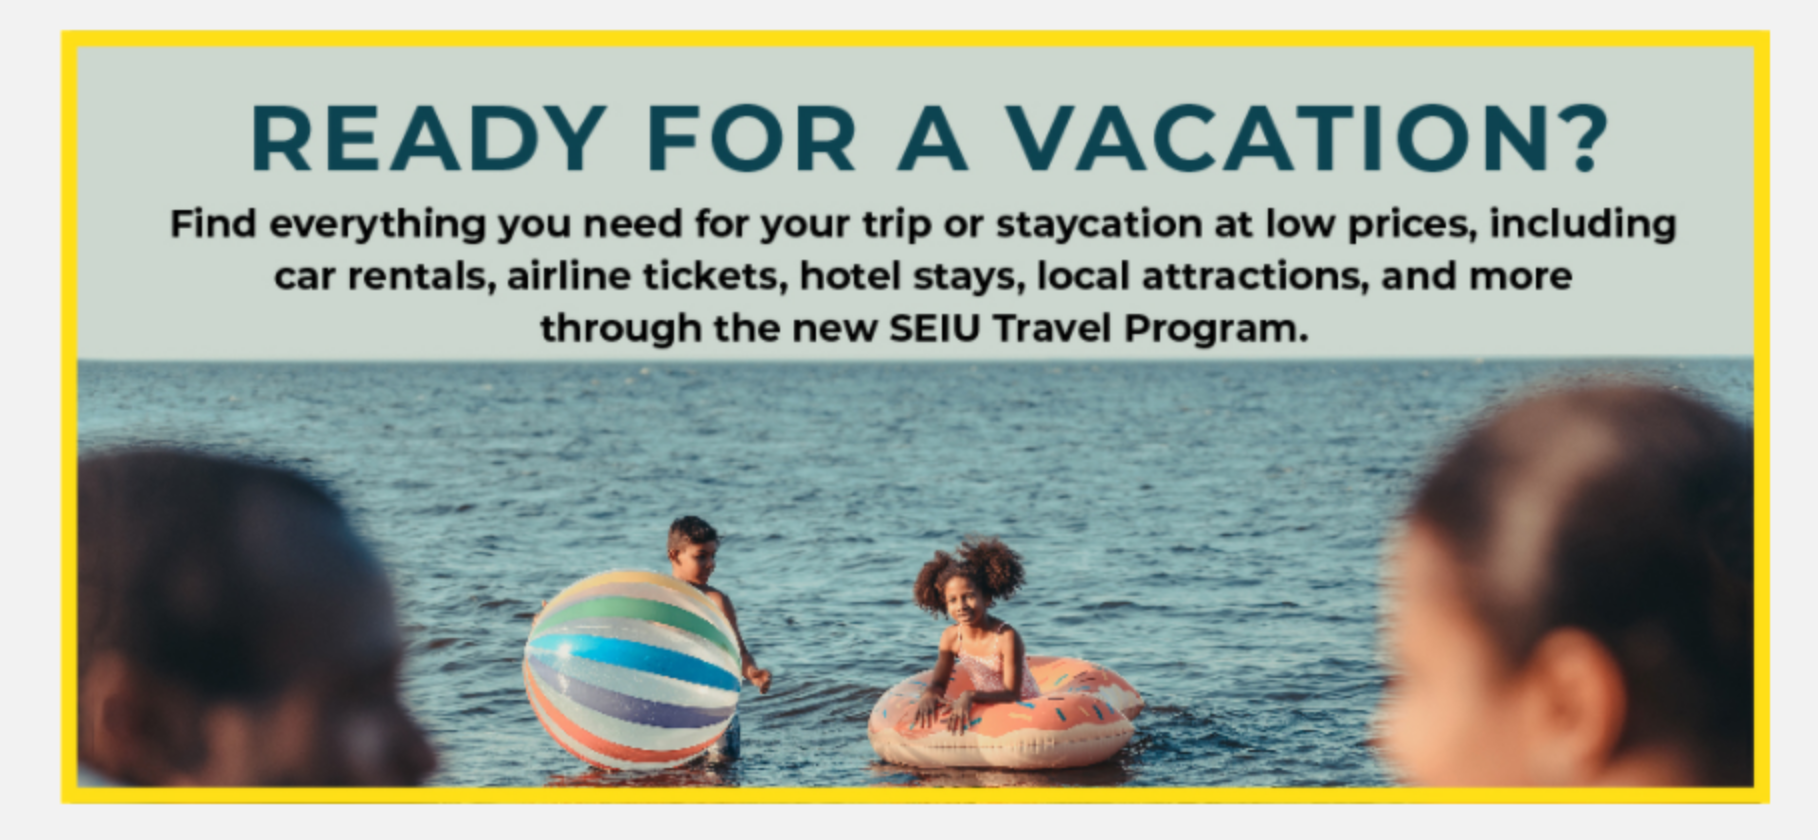 READY FOR A VACATION?
Find everything you need for your trip or staycation at low prices, including
car rentals, airline tickets, hotel stays, local attractions, and more
through the new SEIU Travel Program.